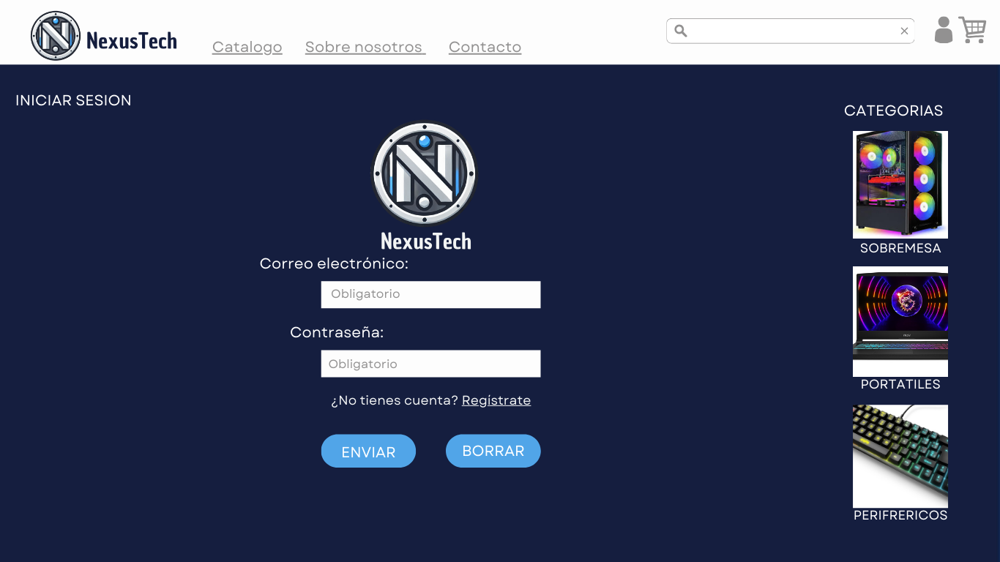 NexusTech
Catalogo Sobre nosotros Contacto
INICIAR SESION
NexusTech
Correo electrónico:
Obligatorio
Contraseña:
Obligatorio
¿No tienes cuenta? Regístrate
ENVIAR BORRAR
CATEGORIAS
SOBREMESA
PORTATILES
PERIFRERICOS